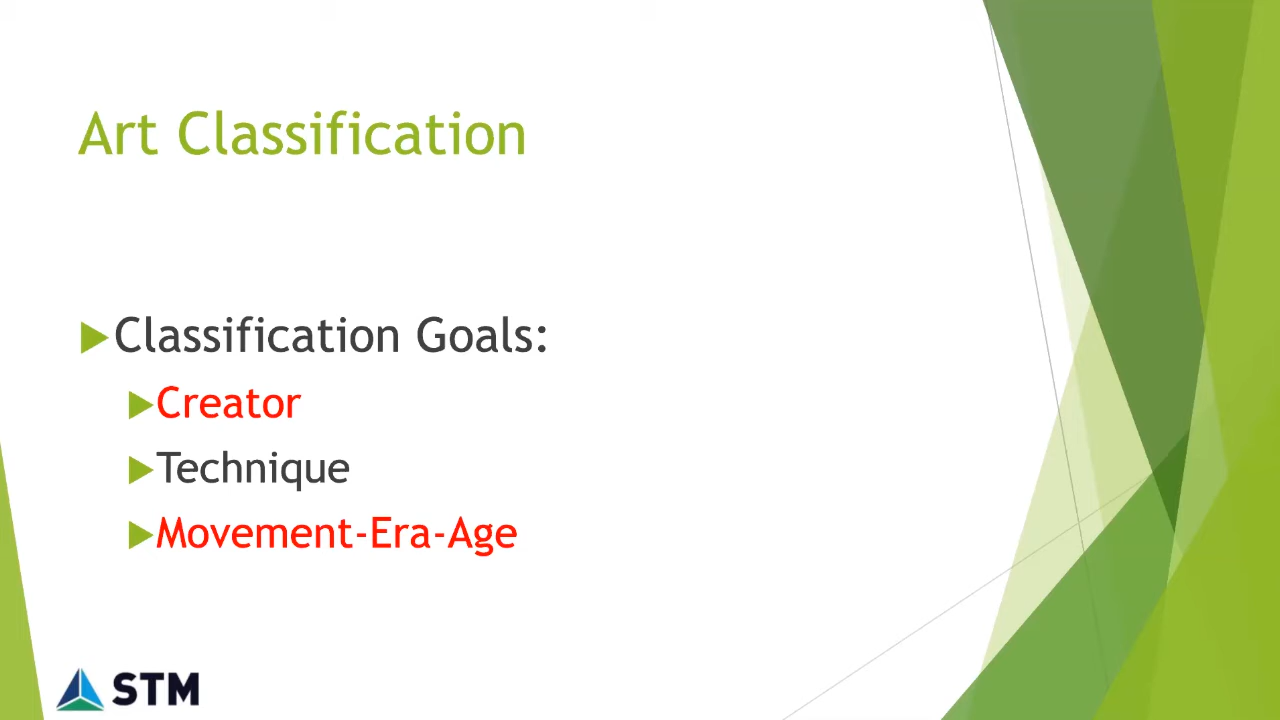 Art Classification
Classification Goals:
Creator
Technique
Movement-Era-Age
STM